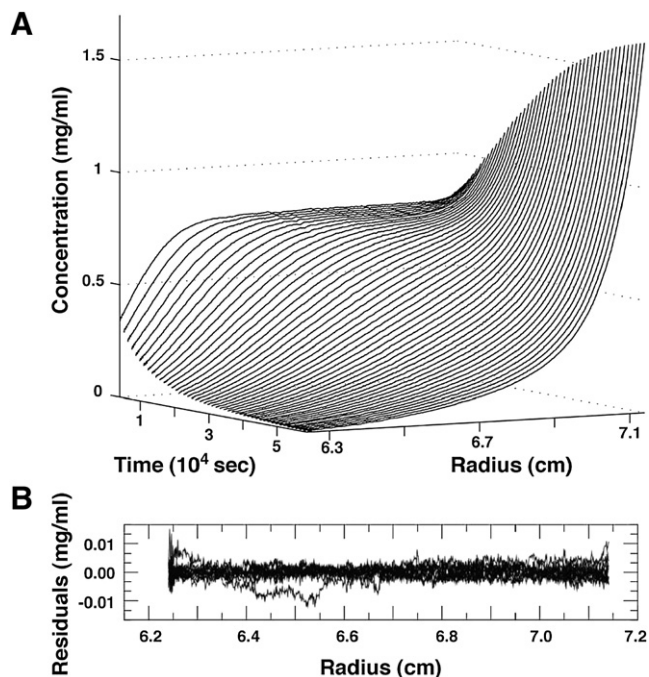 A
Concentration (mg/ml)
1.5
1
0.5
0
1
3
5
6.3
6.7
7.1
Time (10⁴ sec)
Radius (cm)
B
Residuals (mg/ml)
0.01
0.00
-0.01
6.2
6.4
6.6
6.8
7.0
7.2
Radius (cm)